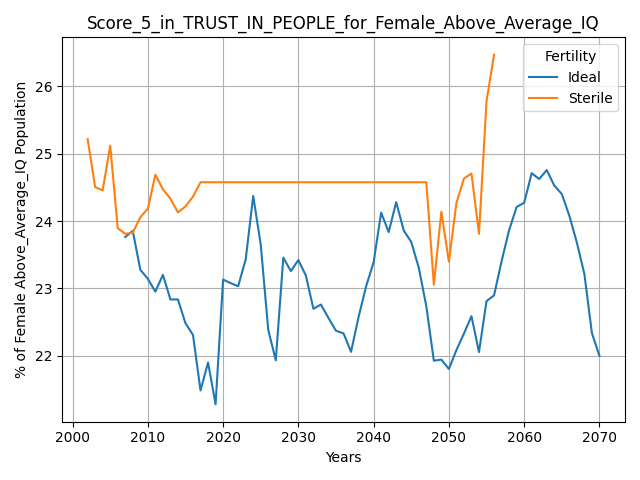 Score_5_in_TRUST_IN_PEOPLE_for_Female_Above_Average_IQ
Fertility
Ideal
Sterile
% of Female Above_Average_IQ Population
26
25
24
23
22
2000 2010 2020 2030 2040 2050 2060 2070
Years